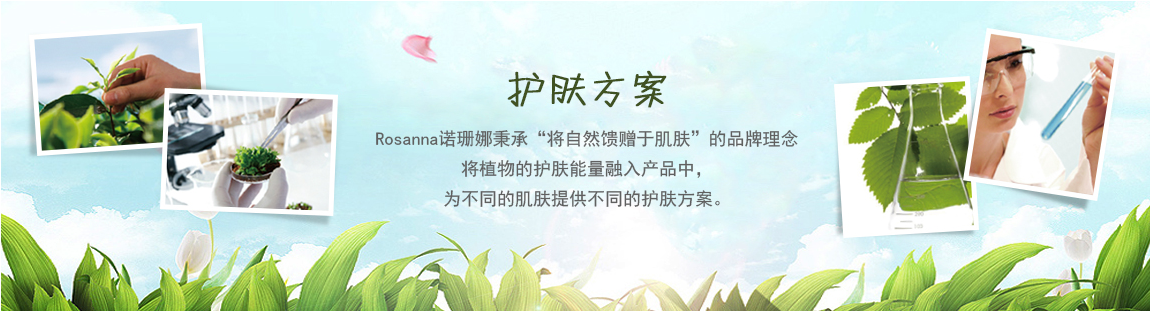 护肤方案
Rosanna诺珊娜秉承“将自然馈赠于肌肤”的品牌理念
将植物的护肤能量融入产品中，
为不同的肌肤提供不同的护肤方案。